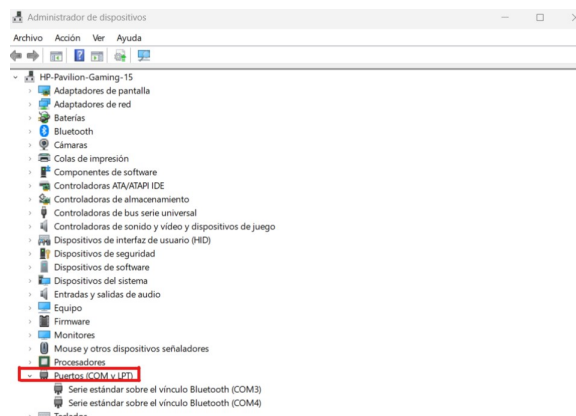 Administrador de dispositivos
Archivo Acción Ver Ayuda
HP-Pavilion-Gaming-15
Adaptadores de pantalla
Adaptadores de red
Baterías
Bluetooth
Cámaras
Colas de impresión
Componentes de software
Controladoras ATA/ATAPI IDE
Controladoras de almacenamiento
Controladoras de bus serie universal
Controladoras de sonido y vídeo y dispositivos de juego
Dispositivos de interfaz de usuario (HID)
Dispositivos de seguridad
Dispositivos de software
Dispositivos del sistema
Entradas y salidas de audio
Equipo
Firmware
Monitores
Mouse y otros dispositivos señaladores
Procesadores
Puertos (COM y LPT)
Serie estándar sobre el vínculo Bluetooth (COM3)
Serie estándar sobre el vínculo Bluetooth (COM4)
Teclados